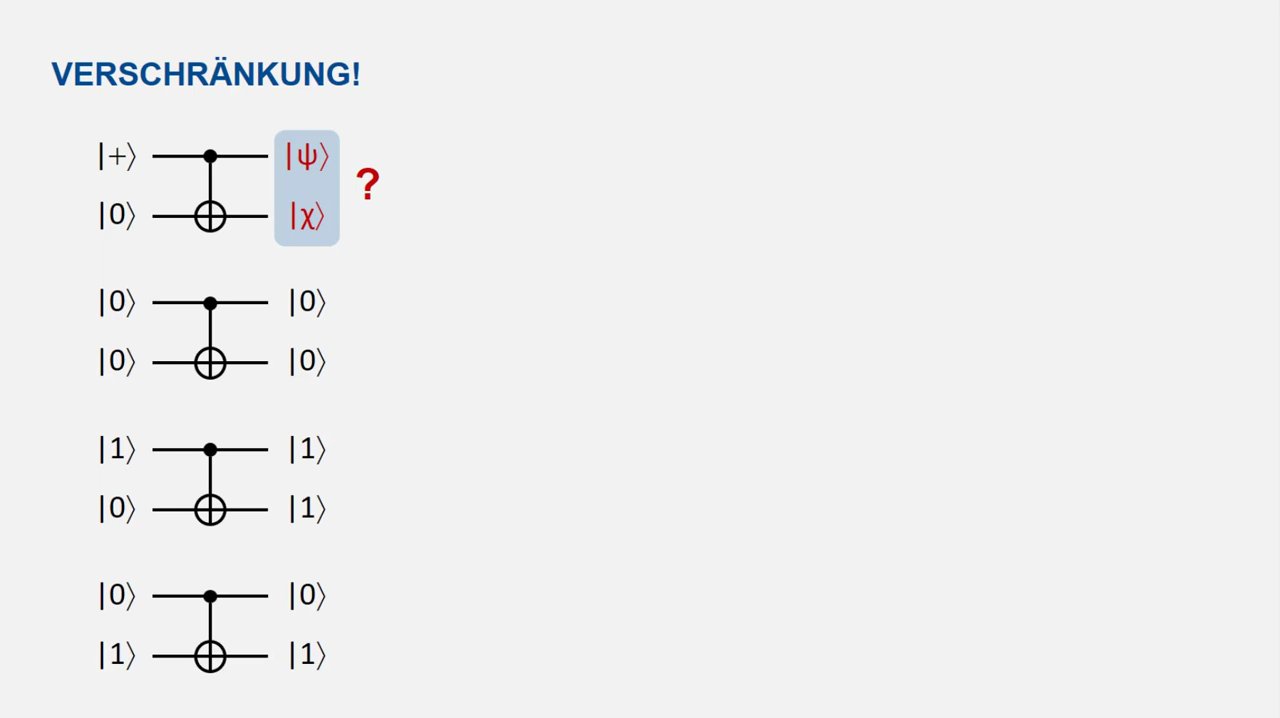 VERSCHRÄNKUNG!
|+⟩ |ψ⟩
?
|0⟩ |χ⟩
|0⟩ |0⟩
|0⟩ |0⟩
|1⟩ |1⟩
|0⟩ |1⟩
|0⟩ |0⟩
|1⟩ |1⟩